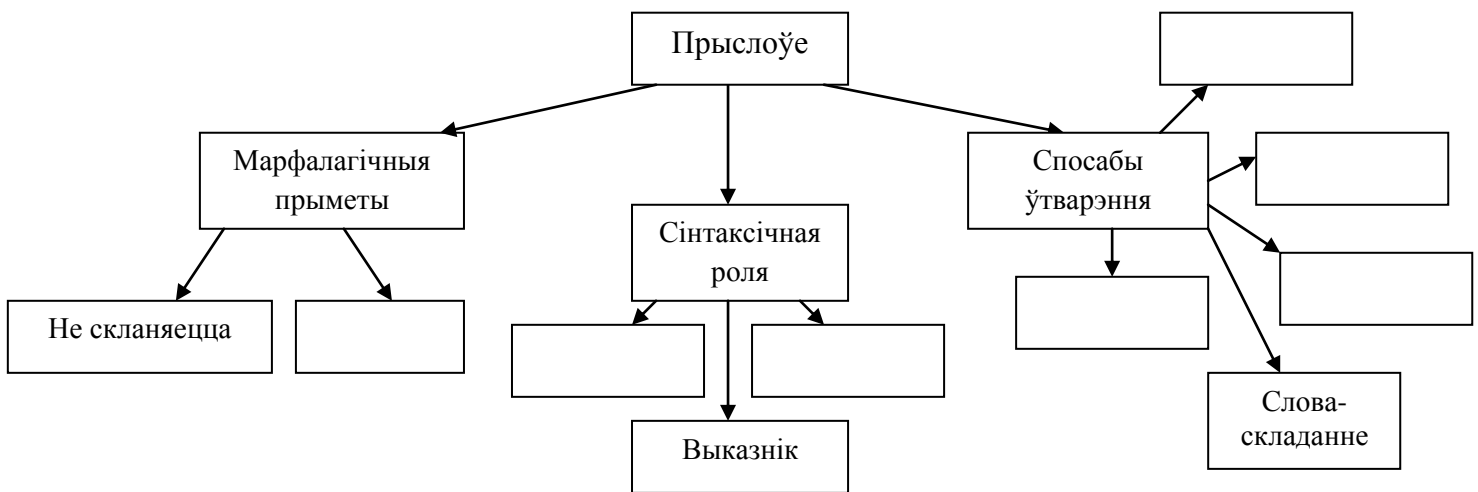 Прыслоўе
Марфалагічныя
прыметы
Сінтаксічная
роля
Спосабы
ўтварэння
Не скланяецца
Выказнік
Слова-
складанне